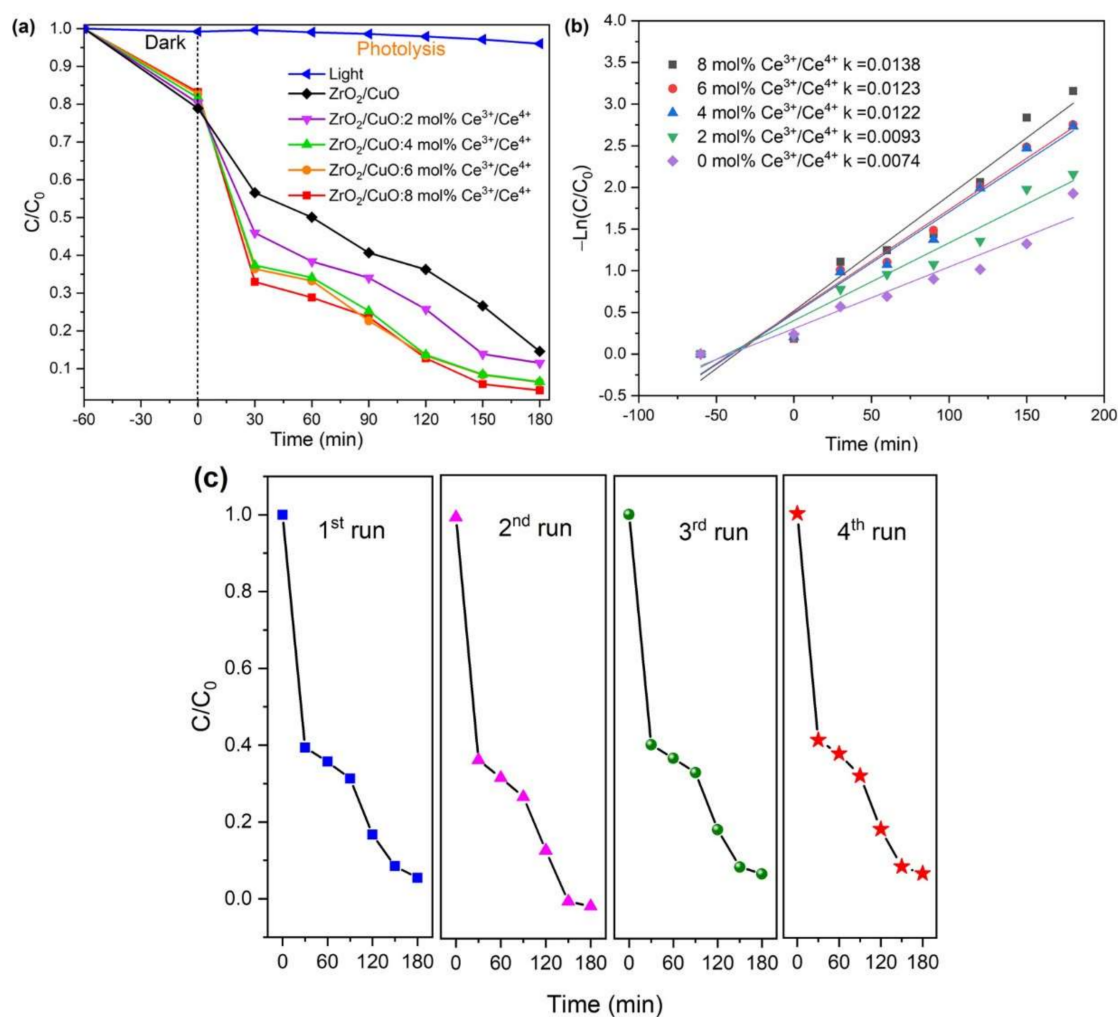 (a)
1.0
0.9
0.8
0.7
0.6
0.5
0.4
0.3
0.2
0.1
C/C₀
Dark
Photolysis
Light
ZrO₂/CuO
ZrO₂/CuO:2 mol% Ce³⁺/Ce⁴⁺
ZrO₂/CuO:4 mol% Ce³⁺/Ce⁴⁺
ZrO₂/CuO:6 mol% Ce³⁺/Ce⁴⁺
ZrO₂/CuO:8 mol% Ce³⁺/Ce⁴⁺
-60 -30 0 30 60 90 120 150 180
Time (min)
(b)
4.0
3.5
3.0
2.5
2.0
1.5
1.0
0.5
0.0
-0.5
−Ln(C/C₀)
8 mol% Ce³⁺/Ce⁴⁺ k =0.0138
6 mol% Ce³⁺/Ce⁴⁺ k=0.0123
4 mol% Ce³⁺/Ce⁴⁺ k=0.0122
2 mol% Ce³⁺/Ce⁴⁺ k=0.0093
0 mol% Ce³⁺/Ce⁴⁺ k=0.0074
-100 -50 0 50 100 150 200
Time (min)
(c)
1.0
0.8
0.6
0.4
0.2
0.0
C/C₀
1st run
2nd run
3rd run
4th run
0 60 120 180 0 60 120 180 0 60 120 180 0 60 120 180
Time (min)